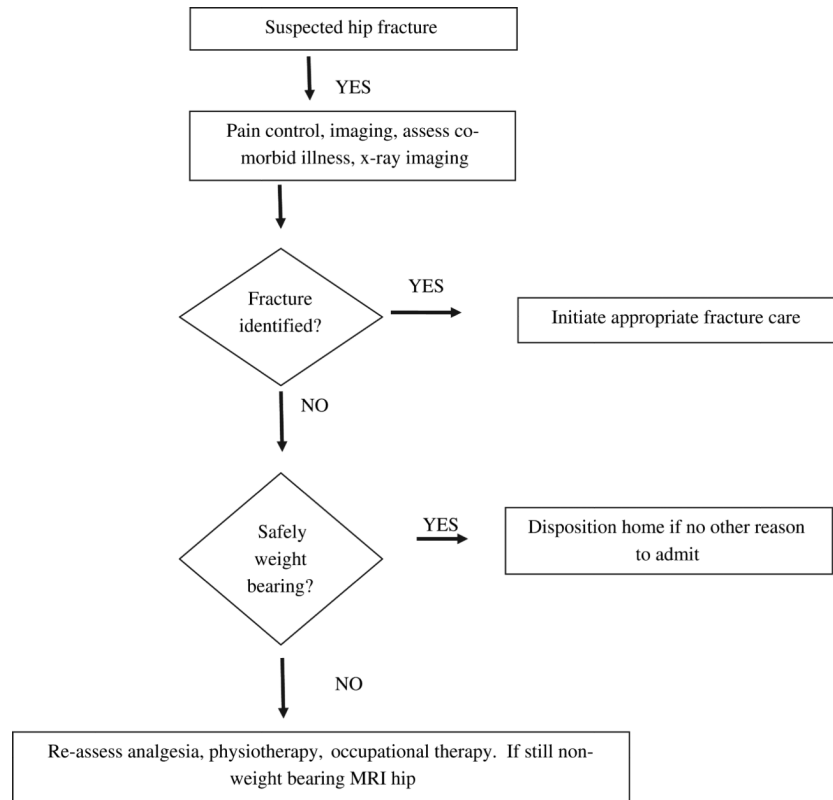 Suspected hip fracture
YES
Pain control, imaging, assess co-
morbid illness, x-ray imaging
Fracture
identified?
YES
Initiate appropriate fracture care
NO
Safely
weight
bearing?
YES
Disposition home if no other reason
to admit
NO
Re-assess analgesia, physiotherapy, occupational therapy. If still non-
weight bearing MRI hip